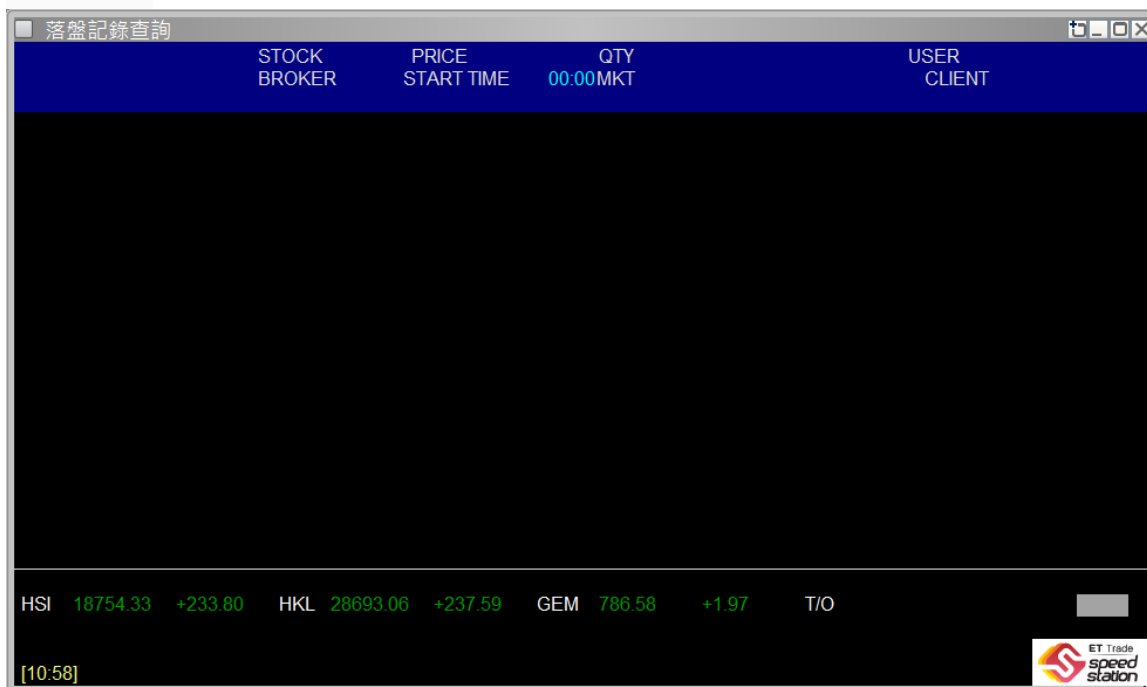 落盤記錄查詢
STOCK PRICE QTY USER
BROKER START TIME 00:00 MKT CLIENT
HSI 18754.33 +233.80 HKL 28693.06 +237.59 GEM 786.58 +1.97 T/O
[10:58]
ET Trade
speed
station